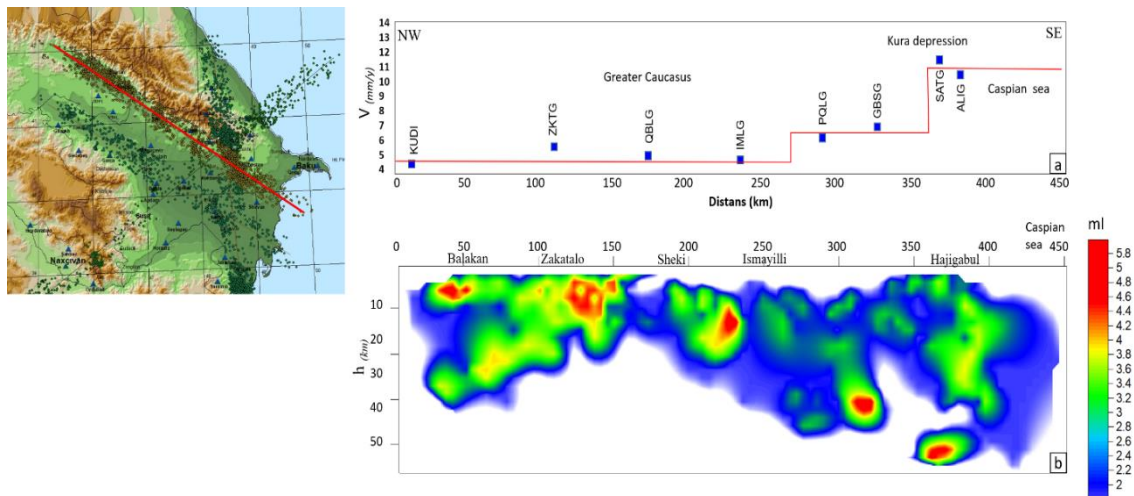 Baku
Naxçıvan
14
13
12
11
10
9
8
7
6
5
4
V (mm/y)
NW
SE
Greater Caucasus
Kura depression
Caspian sea
KUDI
ZKTG
QBLG
IMLG
PQLG
GBSG
SATG
ALIG
a
0 50 100 150 200 250 300 350 400 450
Distans (km)
Caspian
sea
0 50 100 150 200 250 300 350 400 450
Balakan Zakatalo Sheki Ismayilli Hajigabul
10
20
30
40
50
h (km)
b
ml
5.8
5.2
4.8
4.6
4.4
4.2
4
3.8
3.6
3.4
3.2
3
2.8
2.6
2.4
2.2
2